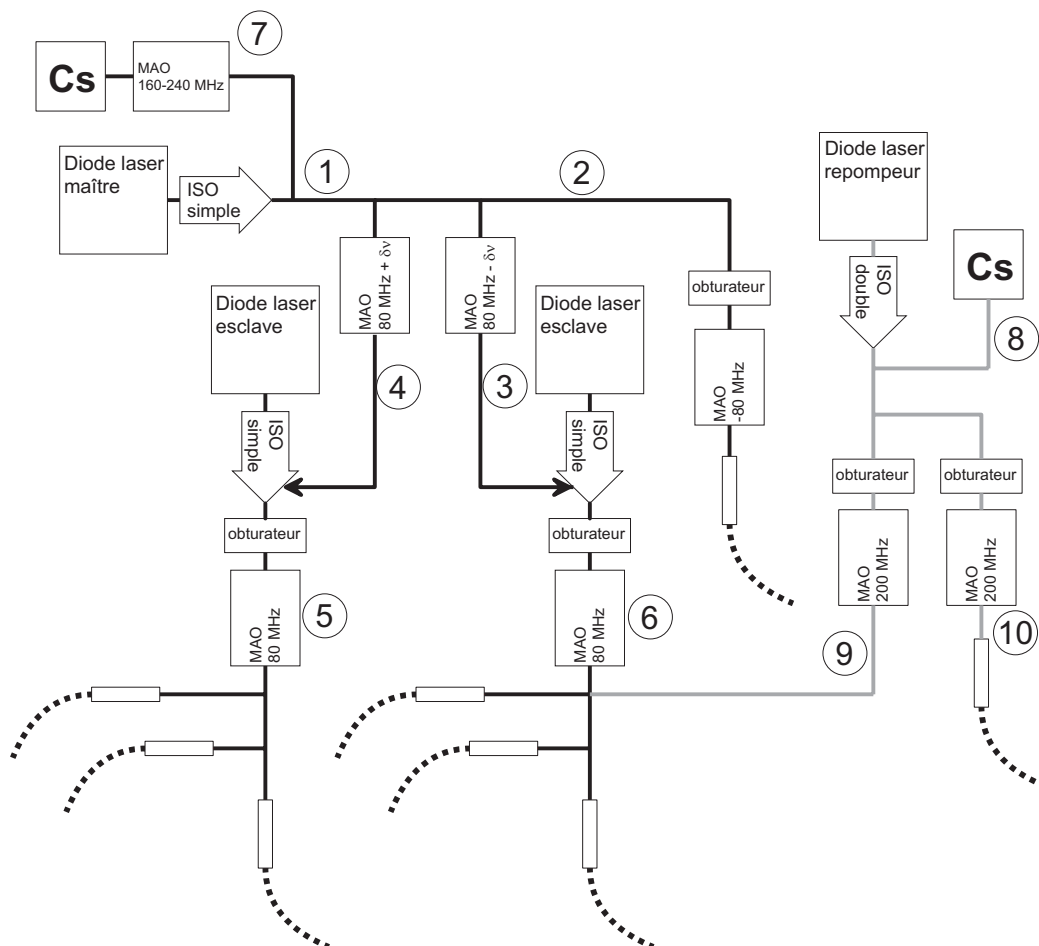 7
Cs
MAO
160-240 MHz
Diode laser
maître
ISO
simple
1
2
Diode laser
repompeur
ISO
double
Cs
8
MAO
80 MHz + δν
MAO
80 MHz - δν
obturateur
MAO
-80 MHz
Diode laser
esclave
4
3
Diode laser
esclave
ISO
simple
ISO
simple
obturateur
obturateur
obturateur
obturateur
MAO
200 MHz
MAO
200 MHz
MAO
80 MHz
5
MAO
80 MHz
6
9
10